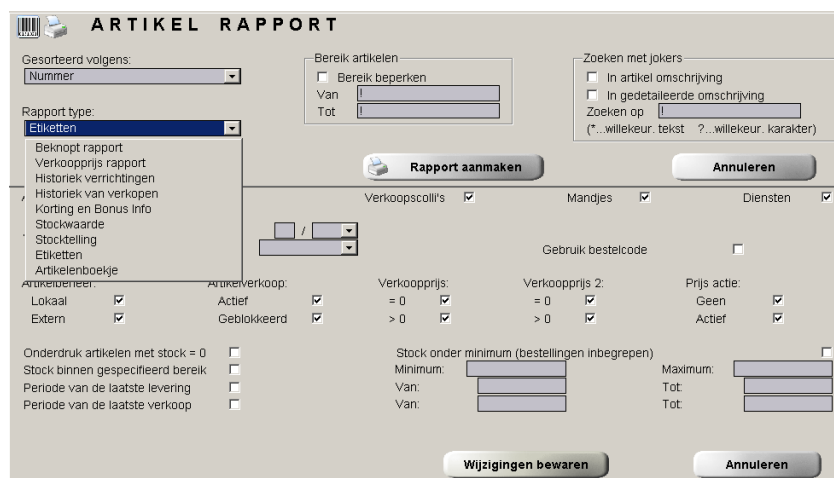 ARTIKEL RAPPORT
Gesorteerd volgens:
Nummer
Bereik artikelen
Bereik beperken
Van !
Tot !
Zoeken met jokers
In artikel omschrijving
In gedetaileerde omschrijving
Zoeken op !
(*...willekeur. tekst ?...willekeur. karakter)
Rapport type:
Etiketten
Beknopt rapport
Verkoopprijs rapport
Historiek verrichtingen
Historiek van verkopen
Korting en Bonus Info
Stockwaarde
Stocktelling
Etiketten
Artikelenboekje
Rapport aanmaken
Annuleren
Verkoopscolli's Mandjes Diensten
/
Gebruik bestelcode
Artikelbeheer: Artikelverkoop: Verkoopprijs: Verkoopprijs 2: Prijs actie:
Lokaal Actief = 0 = 0 Geen
Extern Geblokkeerd > 0 > 0 Actief
Onderdruk artikelen met stock = 0 Stock onder minimum (bestellingen inbegrepen)
Stock binnen gespecifieerd bereik Minimum: Maximum:
Periode van de laatste levering Van: Tot:
Periode van de laatste verkoop Van: Tot:
Wijzigingen bewaren
Annuleren